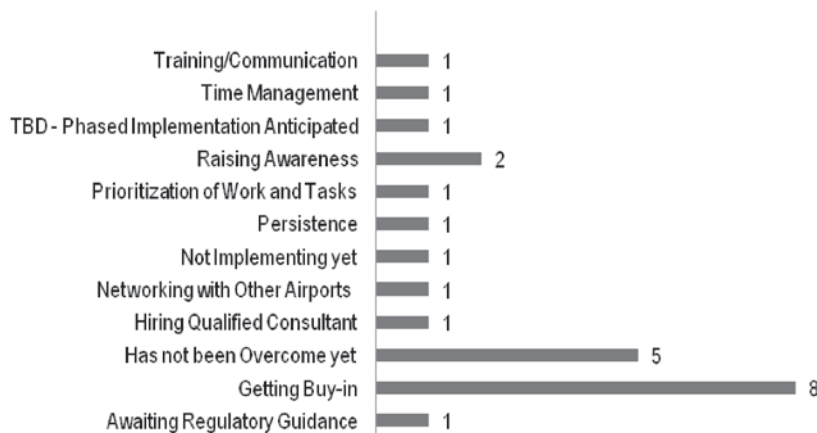 Training/Communication 1
Time Management 1
TBD - Phased Implementation Anticipated 1
Raising Awareness 2
Prioritization of Work and Tasks 1
Persistence 1
Not Implementing yet 1
Networking with Other Airports 1
Hiring Qualified Consultant 1
Has not been Overcome yet 5
Getting Buy-in 8
Awaiting Regulatory Guidance 1